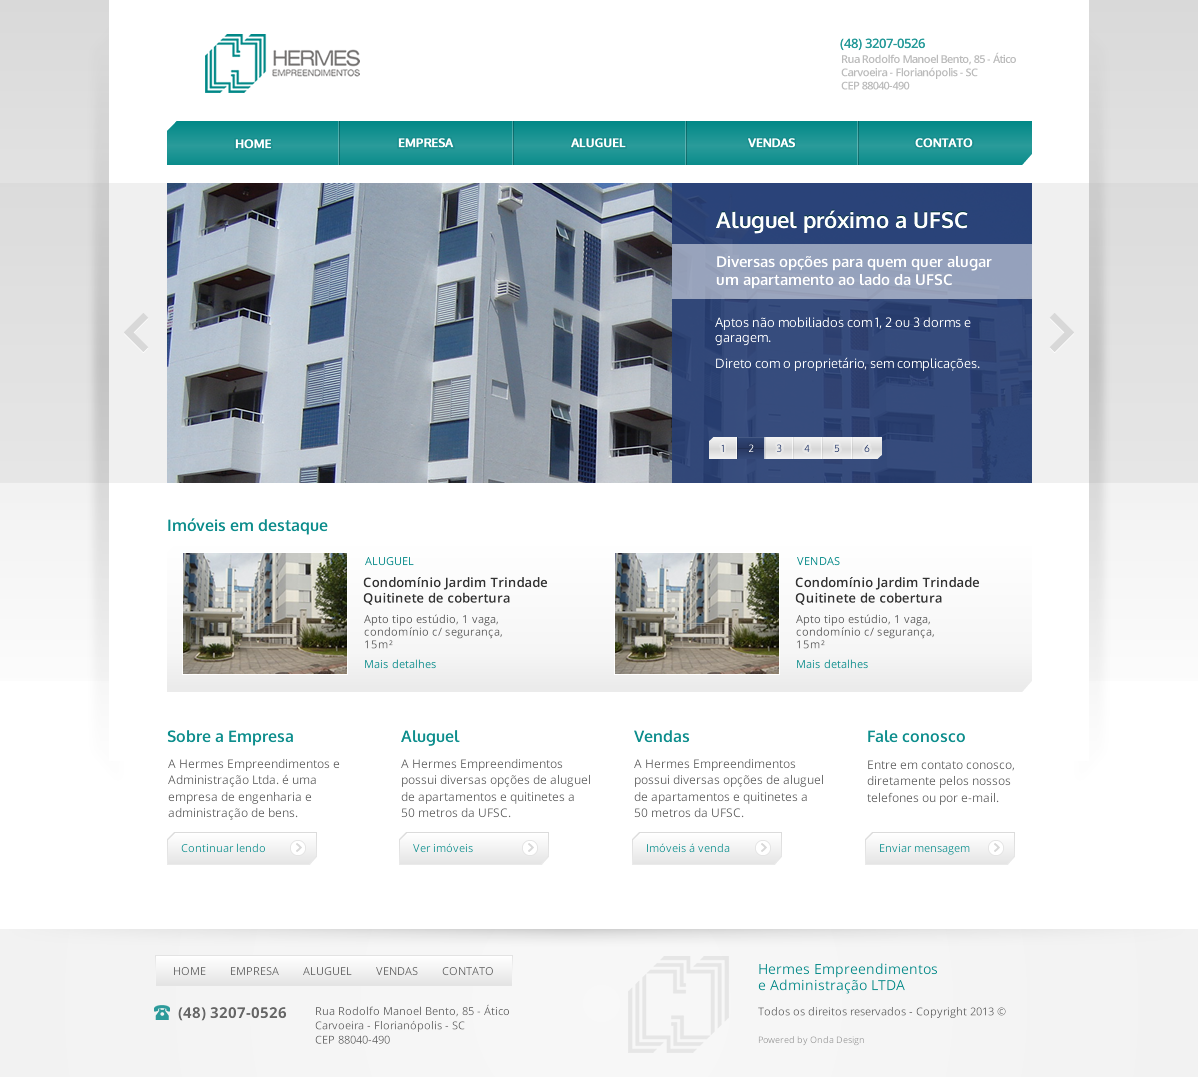 HERMES
EMPREENDIMENTOS
(48) 3207-0526
Rua Rodolfo Manoel Bento, 85 - Ático
Carvoeira - Florianópolis - SC
CEP 88040-490
HOME
EMPRESA
ALUGUEL
VENDAS
CONTATO
Aluguel próximo a UFSC
Diversas opções para quem quer alugar
um apartamento ao lado da UFSC
Aptos não mobiliados com 1, 2 ou 3 dorms e
garagem.
Direto com o proprietário, sem complicações.
1 2 3 4 5 6
Imóveis em destaque
ALUGUEL
Condomínio Jardim Trindade
Quitinete de cobertura
Apto tipo estúdio, 1 vaga,
condomínio c/ segurança,
15m²
Mais detalhes
VENDAS
Condomínio Jardim Trindade
Quitinete de cobertura
Apto tipo estúdio, 1 vaga,
condomínio c/ segurança,
15m²
Mais detalhes
Sobre a Empresa
A Hermes Empreendimentos e
Administração Ltda. é uma
empresa de engenharia e
administração de bens.
Continuar lendo
Aluguel
A Hermes Empreendimentos
possui diversas opções de aluguel
de apartamentos e quitinetes a
50 metros da UFSC.
Ver imóveis
Vendas
A Hermes Empreendimentos
possui diversas opções de aluguel
de apartamentos e quitinetes a
50 metros da UFSC.
Imóveis á venda
Fale conosco
Entre em contato conosco,
diretamente pelos nossos
telefones ou por e-mail.
Enviar mensagem
HOME EMPRESA ALUGUEL VENDAS CONTATO
(48) 3207-0526
Rua Rodolfo Manoel Bento, 85 - Ático
Carvoeira - Florianópolis - SC
CEP 88040-490
Hermes Empreendimentos
e Administração LTDA
Todos os direitos reservados - Copyright 2013 ©
Powered by Onda Design